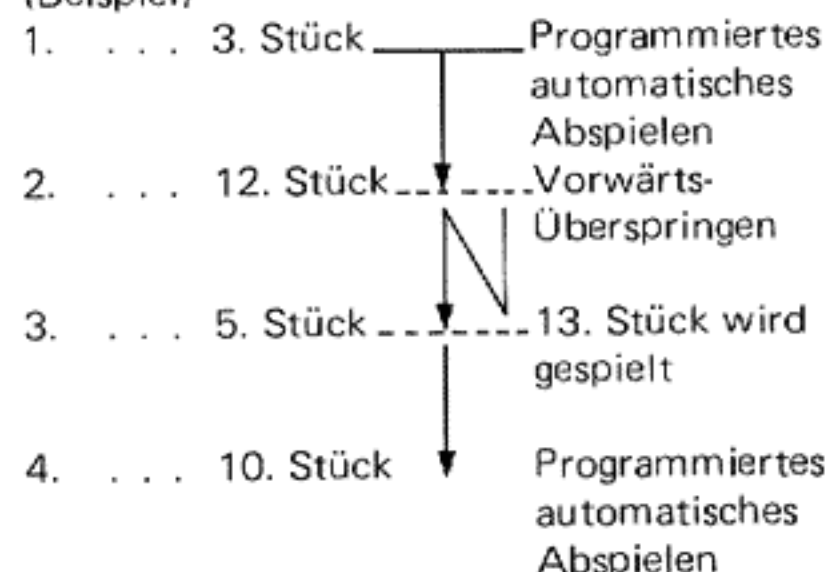 (Beispiel)
1. . . . 3. Stück Programmiertes
automatisches
Abspielen
2. . . . 12. Stück Vorwärts-
Überspringen
3. . . . 5. Stück 13. Stück wird
gespielt
4. . . . 10. Stück Programmiertes
automatisches
Abspielen